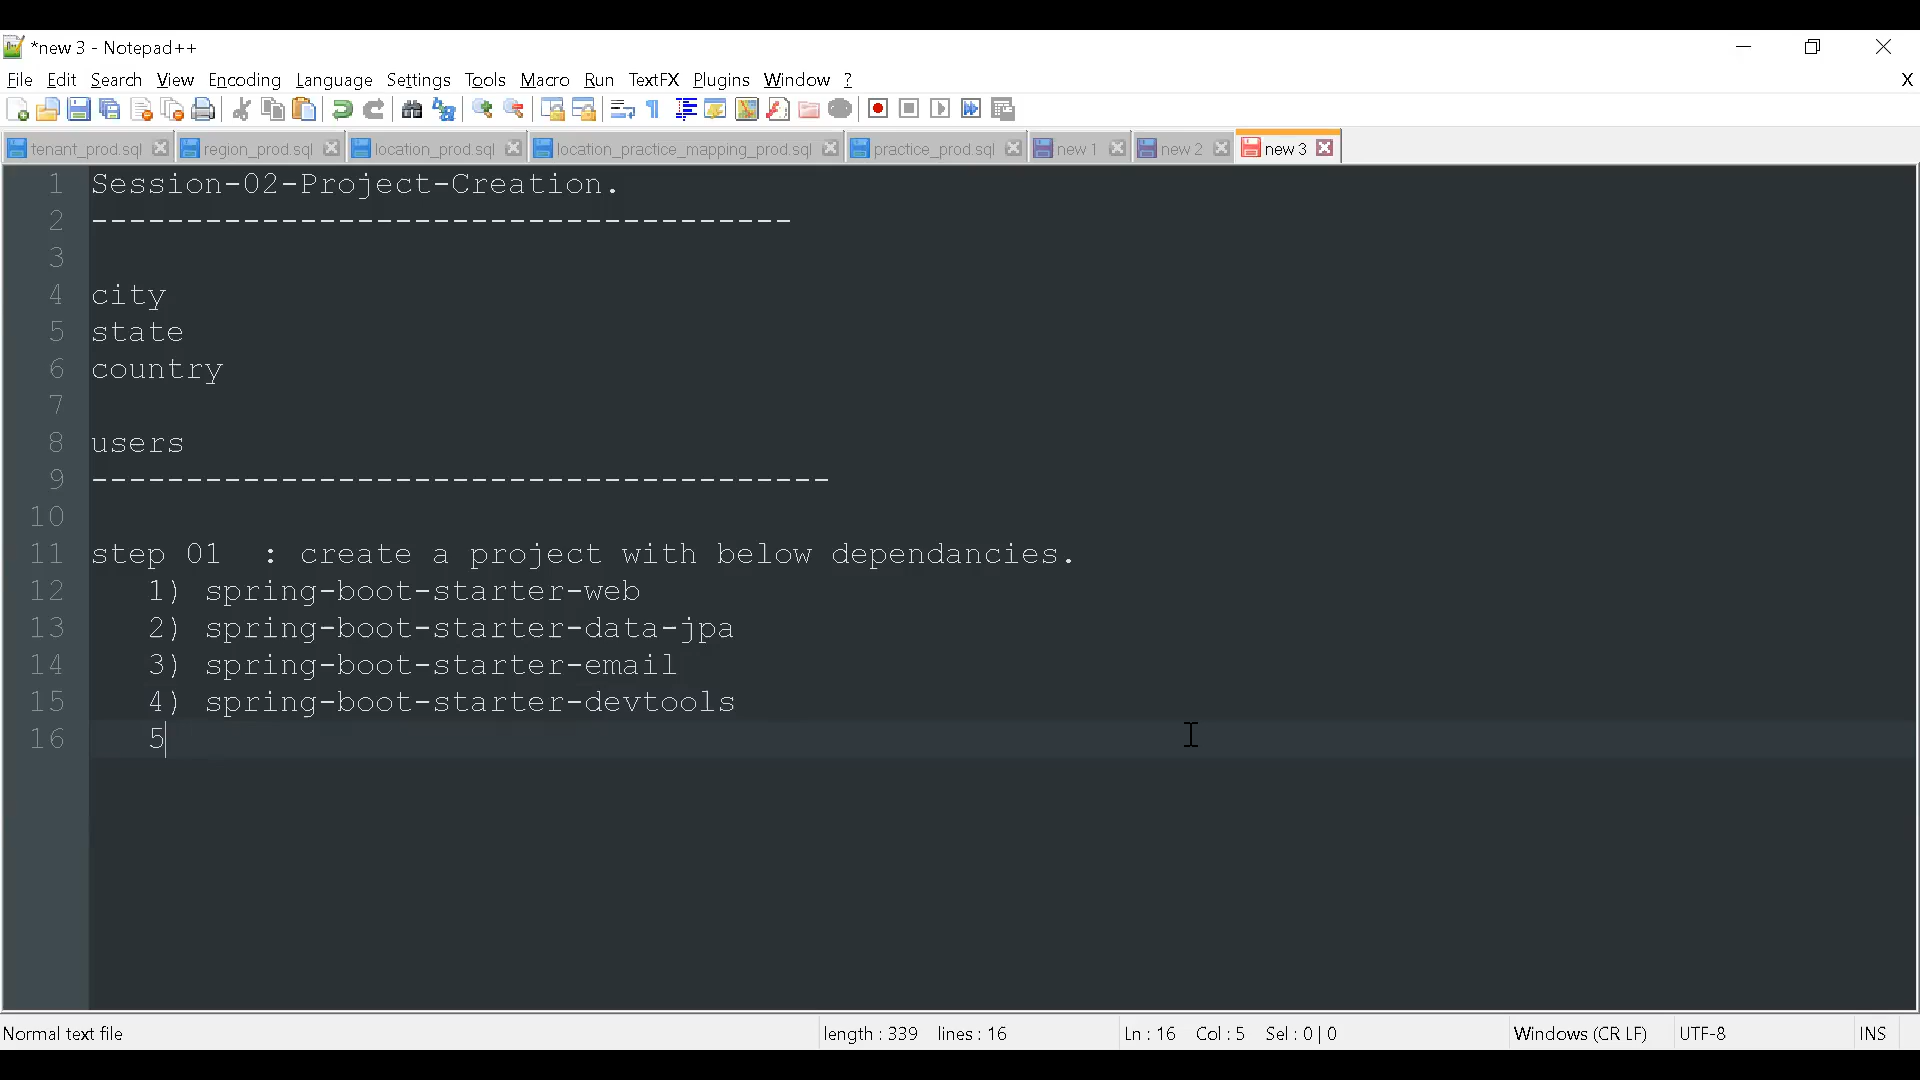 *new 3 - Notepad++
File Edit Search View Encoding Language Settings Tools Macro Run TextFX Plugins Window ? X
tenant_prod.sql region_prod.sql location_prod.sql location_practice_mapping_prod.sql practice_prod.sql new 1 new 2 new 3
1 Session-02-Project-Creation.
2 -------------------------------------
3
4 city
5 state
6 country
7
8 users
9 ---------------------------------------
10
11 step 01 : create a project with below dependancies.
12 1) spring-boot-starter-web
13 2) spring-boot-starter-data-jpa
14 3) spring-boot-starter-email
15 4) spring-boot-starter-devtools
16 5
Normal text file length : 339 lines : 16 Ln : 16 Col : 5 Sel : 0 | 0 Windows (CR LF) UTF-8 INS